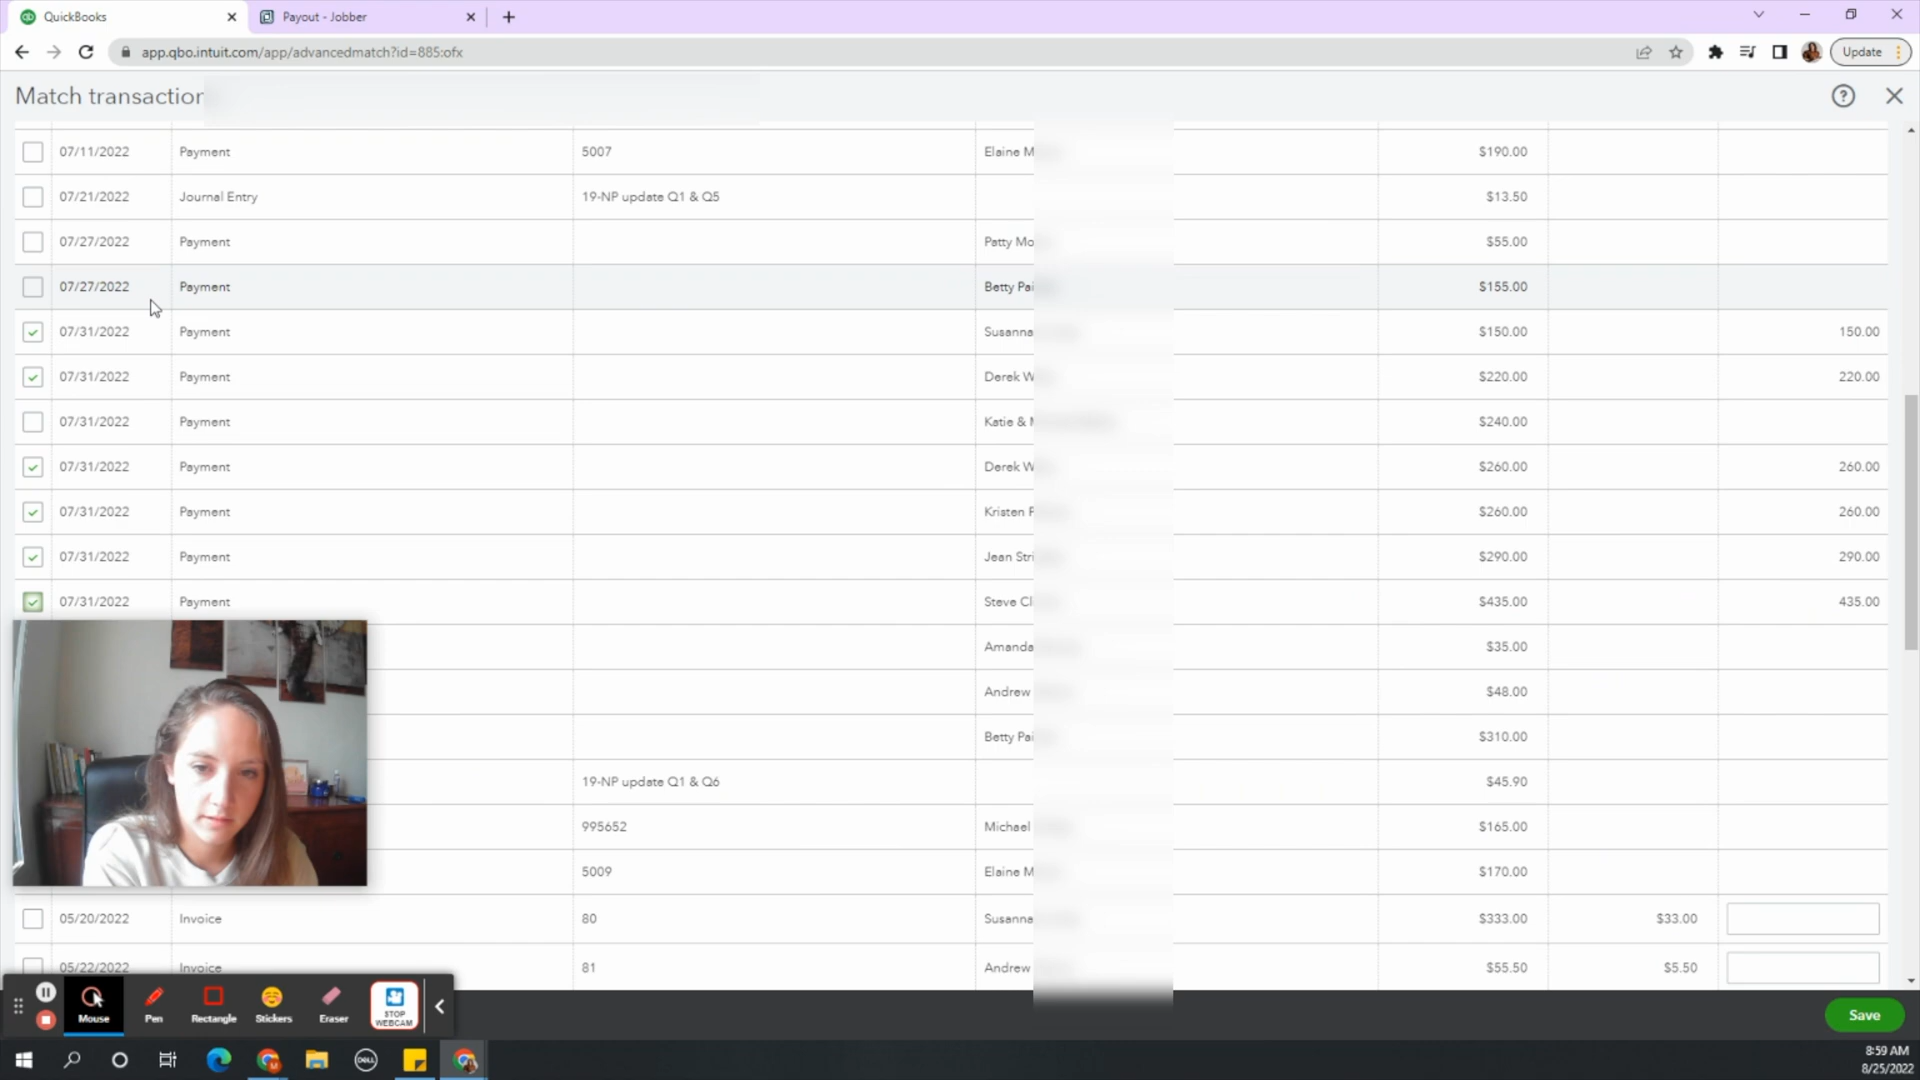 QuickBooks
Payout - Jobber
app.qbo.intuit.com/app/advancedmatch?id=885:ofx
Update
Match transaction
07/11/2022 Payment 5007 Elaine M $190.00
07/21/2022 Journal Entry 19-NP update Q1 & Q5 $13.50
07/27/2022 Payment Patty Mo $55.00
07/27/2022 Payment Betty Pai $155.00
07/31/2022 Payment Susanna $150.00 150.00
07/31/2022 Payment Derek W $220.00 220.00
07/31/2022 Payment Katie & $240.00
07/31/2022 Payment Derek W $260.00 260.00
07/31/2022 Payment Kristen $260.00 260.00
07/31/2022 Payment Jean Stri $290.00 290.00
07/31/2022 Payment Steve Cl $435.00 435.00
Amanda $35.00
Andrew $48.00
Betty Pai $310.00
19-NP update Q1 & Q6 $45.90
995652 Michael $165.00
5009 Elaine M $170.00
05/20/2022 Invoice 80 Susanna $333.00 $33.00
05/22/2022 Invoice 81 Andrew $55.50 $5.50
Mouse
Pen
Rectangle
Stickers
Eraser
STOP
WEBCAM
Save
DELL
8:59 AM
8/25/2022